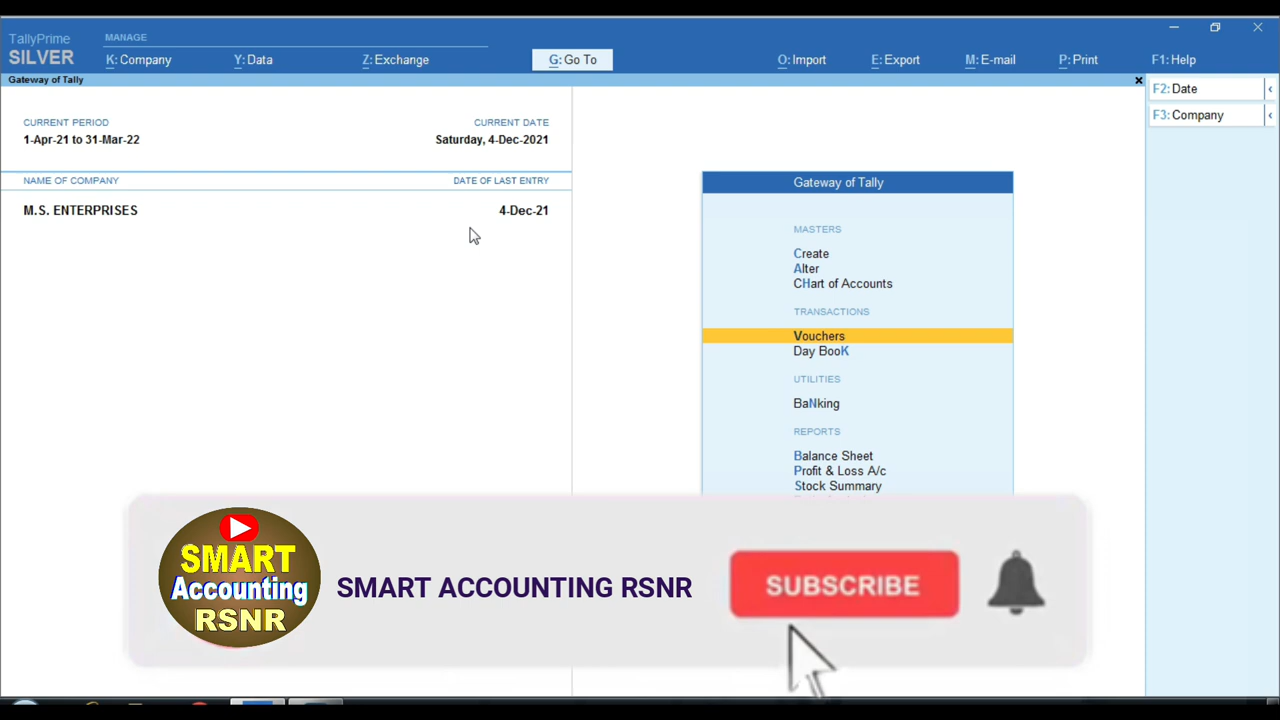 TallyPrime
SILVER
MANAGE
K: Company
Y: Data
Z: Exchange
G: Go To
O: Import
E: Export
M: E-mail
P: Print
F1: Help
Gateway of Tally
F2: Date
F3: Company
CURRENT PERIOD
CURRENT DATE
1-Apr-21 to 31-Mar-22
Saturday, 4-Dec-2021
NAME OF COMPANY
DATE OF LAST ENTRY
M.S. ENTERPRISES
4-Dec-21
Gateway of Tally
MASTERS
Create
Alter
CHart of Accounts
TRANSACTIONS
Vouchers
Day BooK
UTILITIES
BaNking
REPORTS
Balance Sheet
Profit & Loss A/c
Stock Summary
SMART
Accounting
RSNR
SMART ACCOUNTING RSNR
SUBSCRIBE